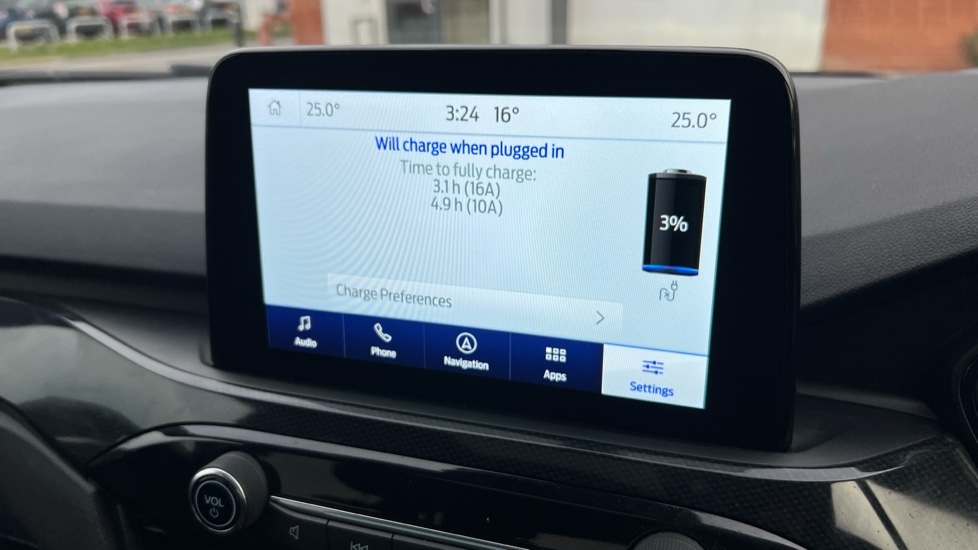 25.0°
3:24 16°
25.0°
Will charge when plugged in
Time to fully charge:
3.1 h (16A)
4.9 h (10A)
3%
Charge Preferences
Audio
Phone
Navigation
Apps
Settings
VOL